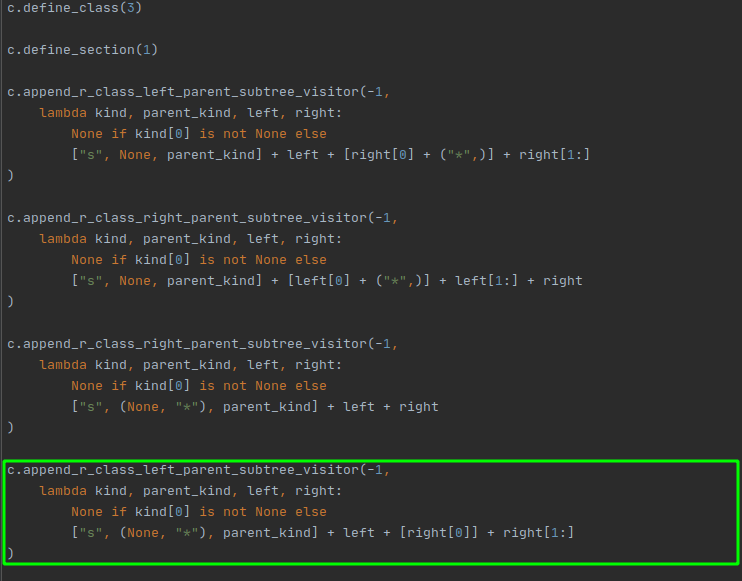 c.define_class(3)
c.define_section(1)
c.append_r_class_left_parent_subtree_visitor(-1,
lambda kind, parent_kind, left, right:
None if kind[0] is not None else
["s", None, parent_kind] + left + [right[0] + ("*",)] + right[1:]
)
c.append_r_class_right_parent_subtree_visitor(-1,
lambda kind, parent_kind, left, right:
None if kind[0] is not None else
["s", None, parent_kind] + [left[0] + ("*",)] + left[1:] + right
)
c.append_r_class_right_parent_subtree_visitor(-1,
lambda kind, parent_kind, left, right:
None if kind[0] is not None else
["s", (None, "*"), parent_kind] + left + right
)
c.append_r_class_left_parent_subtree_visitor(-1,
lambda kind, parent_kind, left, right:
None if kind[0] is not None else
["s", (None, "*"), parent_kind] + left + [right[0]] + right[1:]
)